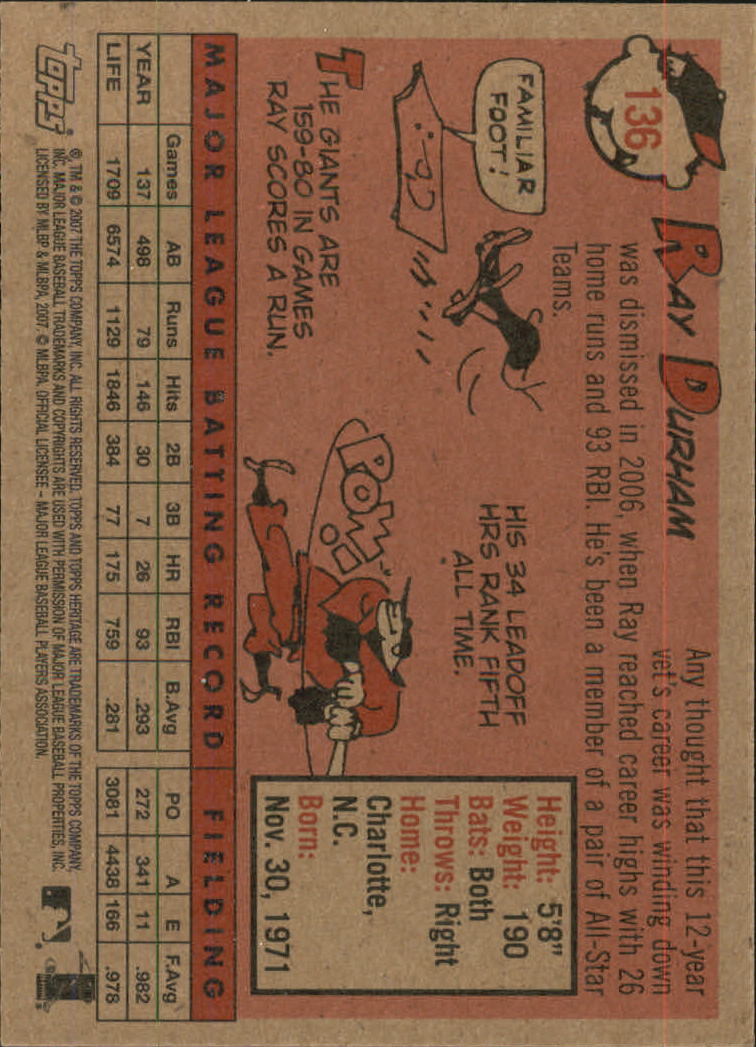 136
RAY DURHAM
Any thought that this 12-year
vet's career was winding down
was dismissed in 2006, when Ray reached career highs with 26
home runs and 93 RBI. He's been a member of a pair of All-Star
Teams.
FAMILIAR
FOOT!
THE GIANTS ARE
159-80 IN GAMES
RAY SCORES A RUN.
HIS 34 LEADOFF
HRS RANK FIFTH
ALL TIME.
POW!
Height: 5'8"
Weight: 190
Bats: Both
Throws: Right
Home:
Charlotte,
N.C.
Born:
Nov. 30, 1971
MAJOR LEAGUE BATTING RECORD FIELDING
Games AB Runs Hits 2B 3B HR RBI B.Avg PO A E F.Avg
YEAR 137 498 79 146 30 7 26 93 .293 272 341 11 .982
LIFE 1709 6574 1129 1846 384 77 175 759 .281 3081 4438 166 .978
Topps
®, TM & © 2007 THE TOPPS COMPANY, INC. ALL RIGHTS RESERVED. TOPPS AND TOPPS HERITAGE ARE TRADEMARKS OF THE TOPPS COMPANY,
INC. MAJOR LEAGUE BASEBALL TRADEMARKS AND COPYRIGHTS ARE USED WITH PERMISSION OF MAJOR LEAGUE BASEBALL PROPERTIES, INC.
LICENSED BY MLBP & MLBPA, 2007. © MLBPA. OFFICIAL LICENSEE – MAJOR LEAGUE BASEBALL PLAYERS ASSOCIATION.